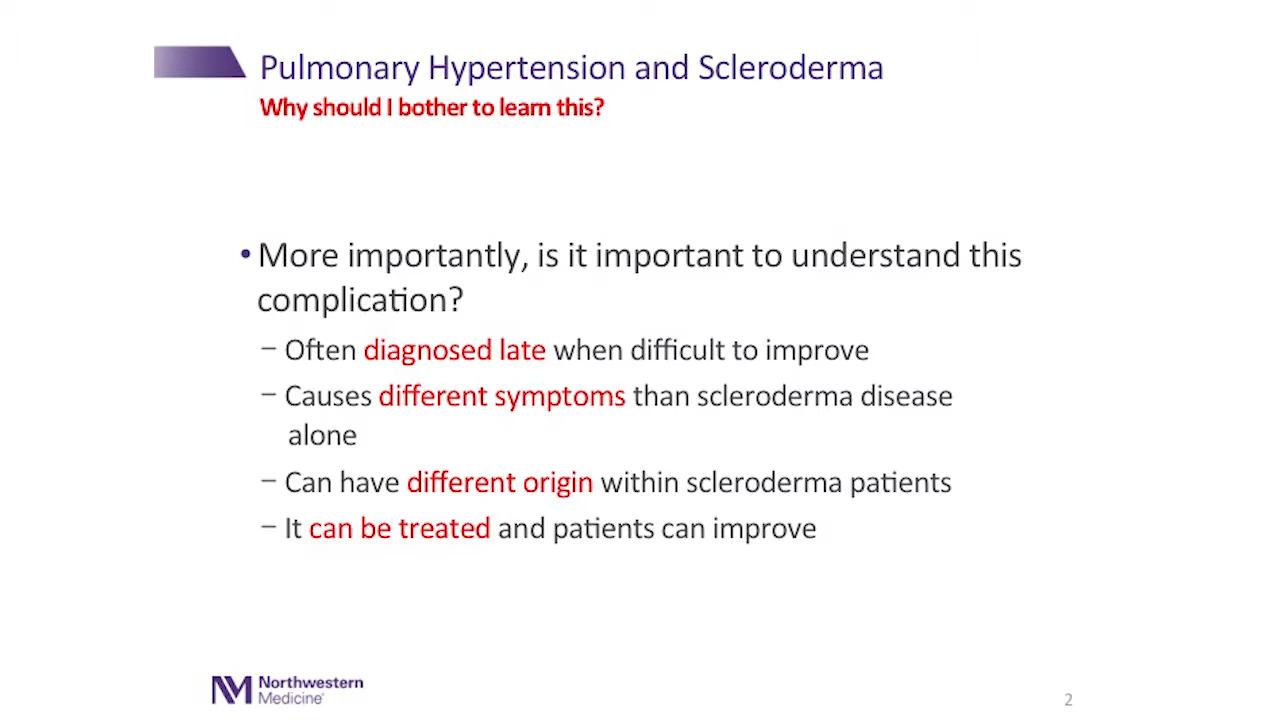 Pulmonary Hypertension and Scleroderma
Why should I bother to learn this?
• More importantly, is it important to understand this
complication?
– Often diagnosed late when difficult to improve
– Causes different symptoms than scleroderma disease
alone
– Can have different origin within scleroderma patients
– It can be treated and patients can improve
NM Northwestern
Medicine®
2